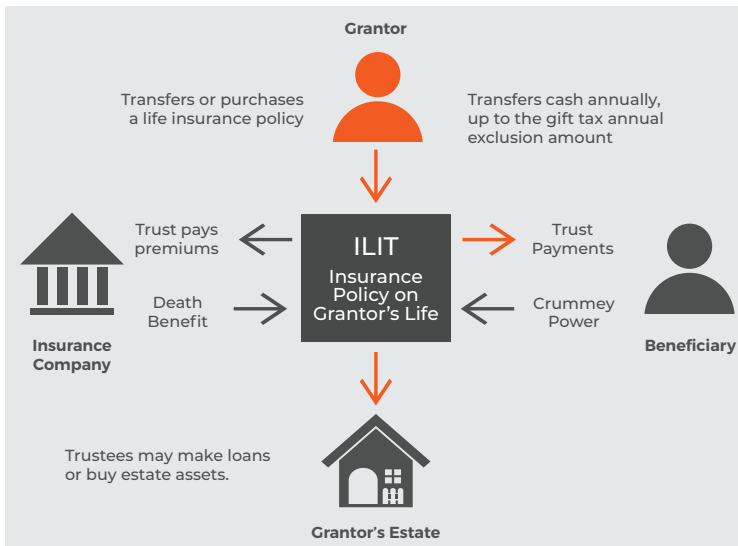 Grantor
Transfers or purchases
a life insurance policy
Transfers cash annually,
up to the gift tax annual
exclusion amount
Trust pays
premiums
ILIT
Insurance
Policy on
Grantor's Life
Trust
Payments
Death
Benefit
Crummey
Power
Insurance
Company
Beneficiary
Trustees may make loans
or buy estate assets.
Grantor's Estate